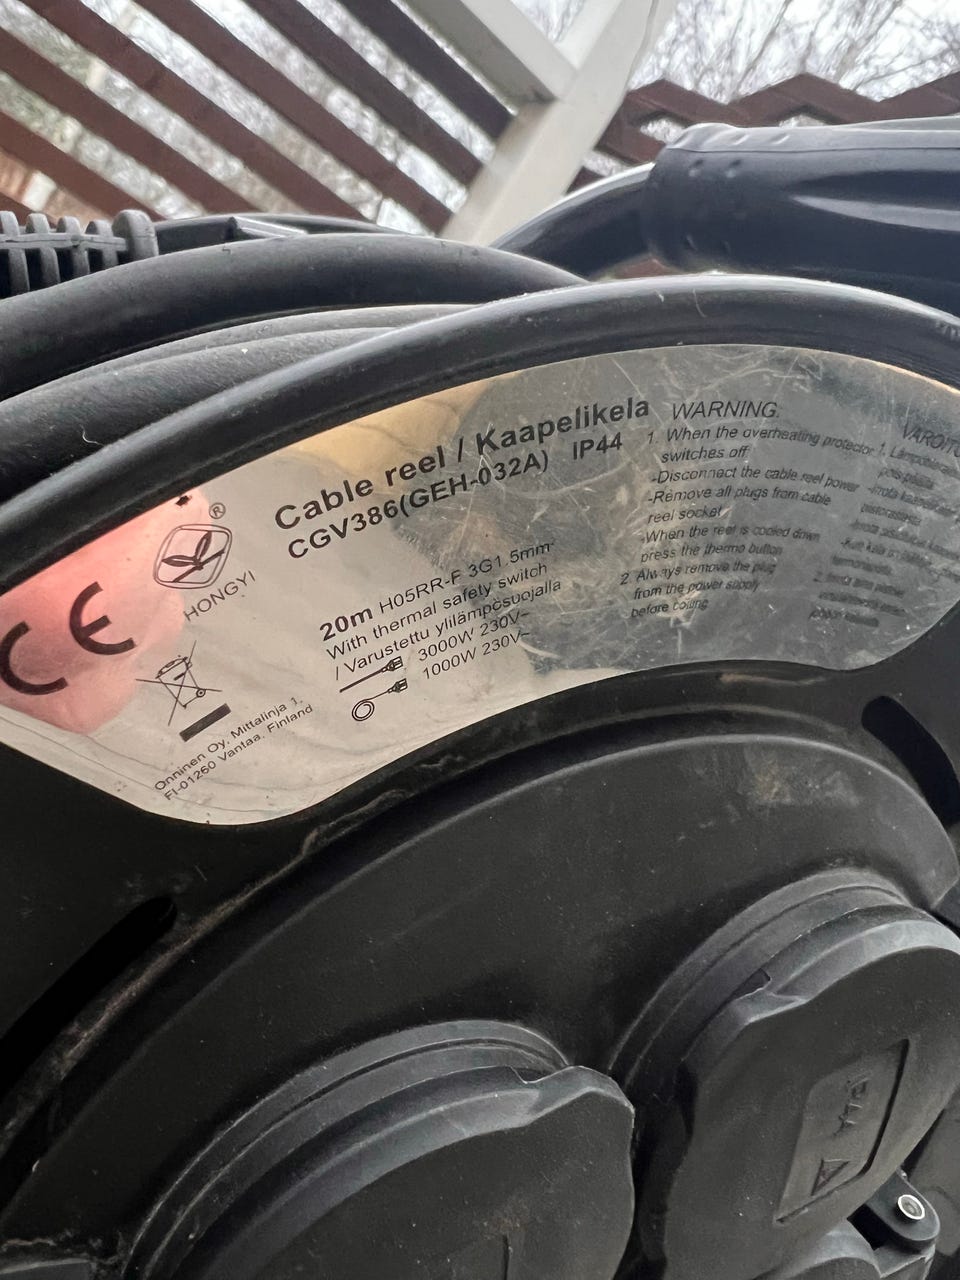 Cable reel / Kaapelikela
CGV386(GEH-032A) IP44
®
HONGYI
CE
20m H05RR-F 3G1.5mm²
With thermal safety switch
/ Varustettu ylilämpösuojalla
3000W 230V~
1000W 230V~
Onninen Oy, Mittalinja 1,
FI-01260 Vantaa, Finland
WARNING.
1. When the overheating protector
switches off
-Disconnect the cable reel power
-Remove all plugs from cable
reel socket
-When the reel is cooled down
press the thermo button
2. Always remove the plug
from the power supply
before coiling
VAROITU
1.